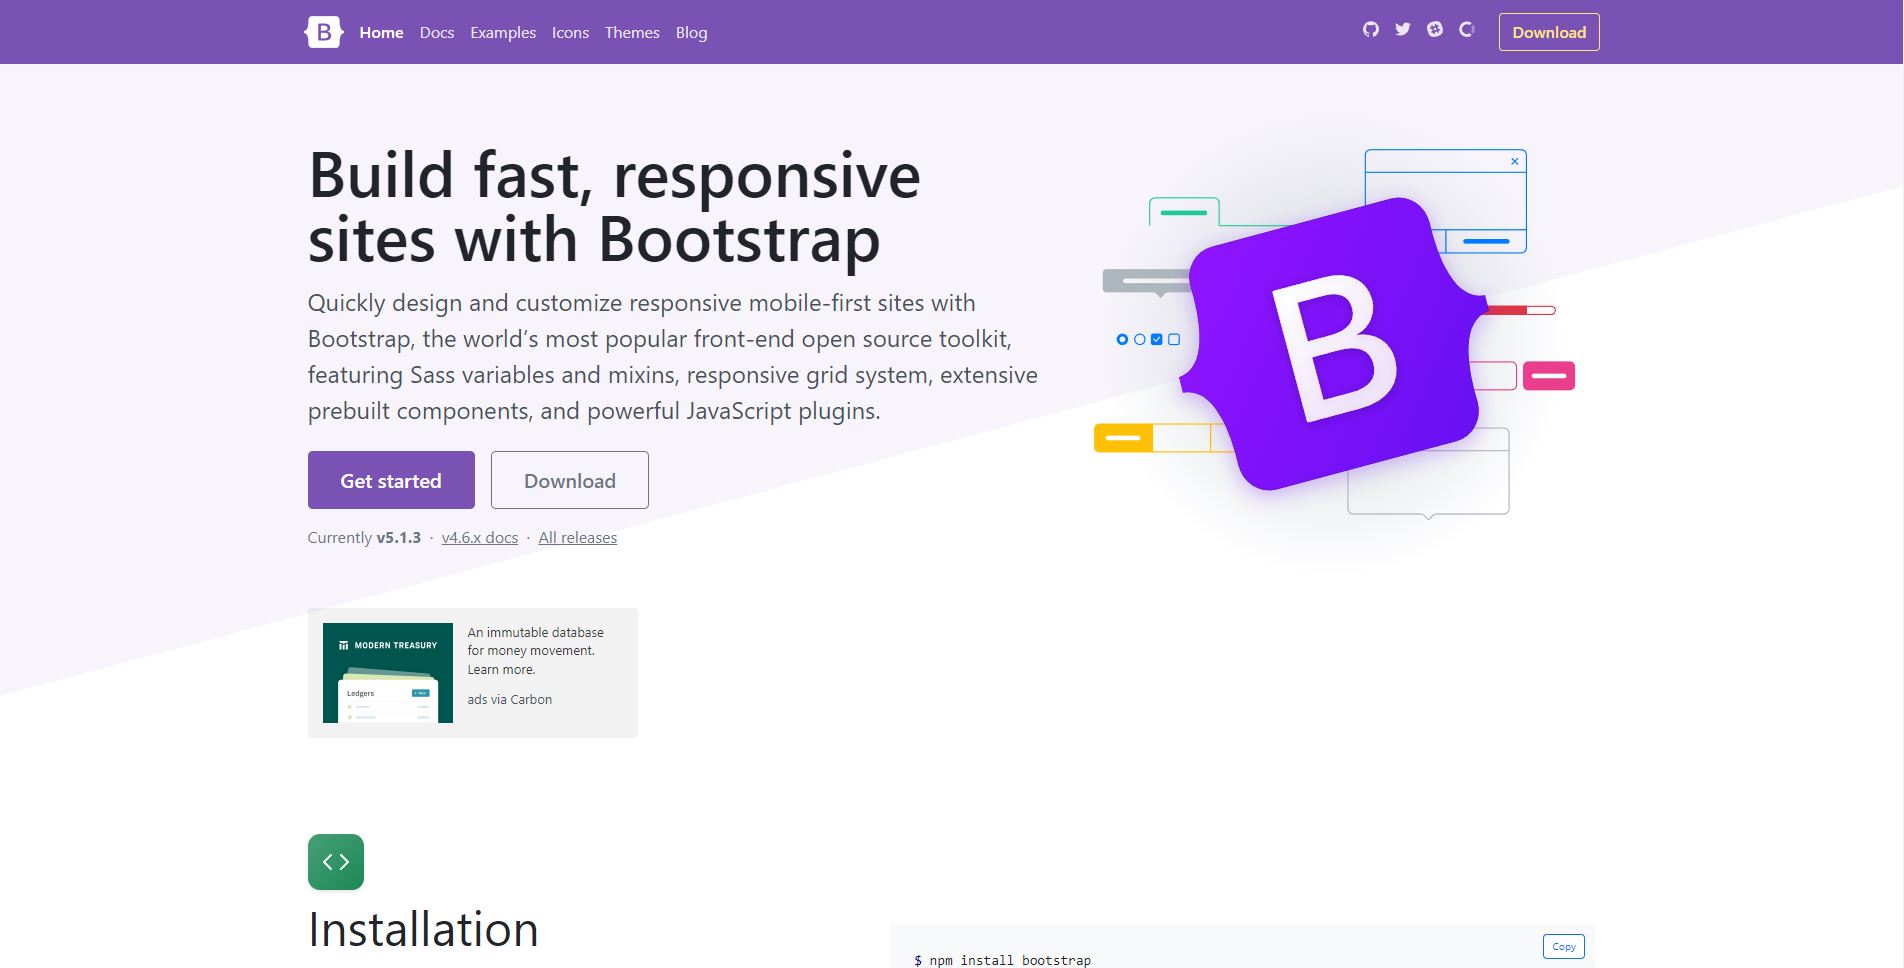 B Home Docs Examples Icons Themes Blog Download
Build fast, responsive
sites with Bootstrap
Quickly design and customize responsive mobile-first sites with
Bootstrap, the world’s most popular front-end open source toolkit,
featuring Sass variables and mixins, responsive grid system, extensive
prebuilt components, and powerful JavaScript plugins.
Get started Download
Currently v5.1.3 · v4.6.x docs · All releases
B
MODERN TREASURY
Ledgers
+ New
An immutable database
for money movement.
Learn more.
ads via Carbon
Installation
Copy
$ npm install bootstrap